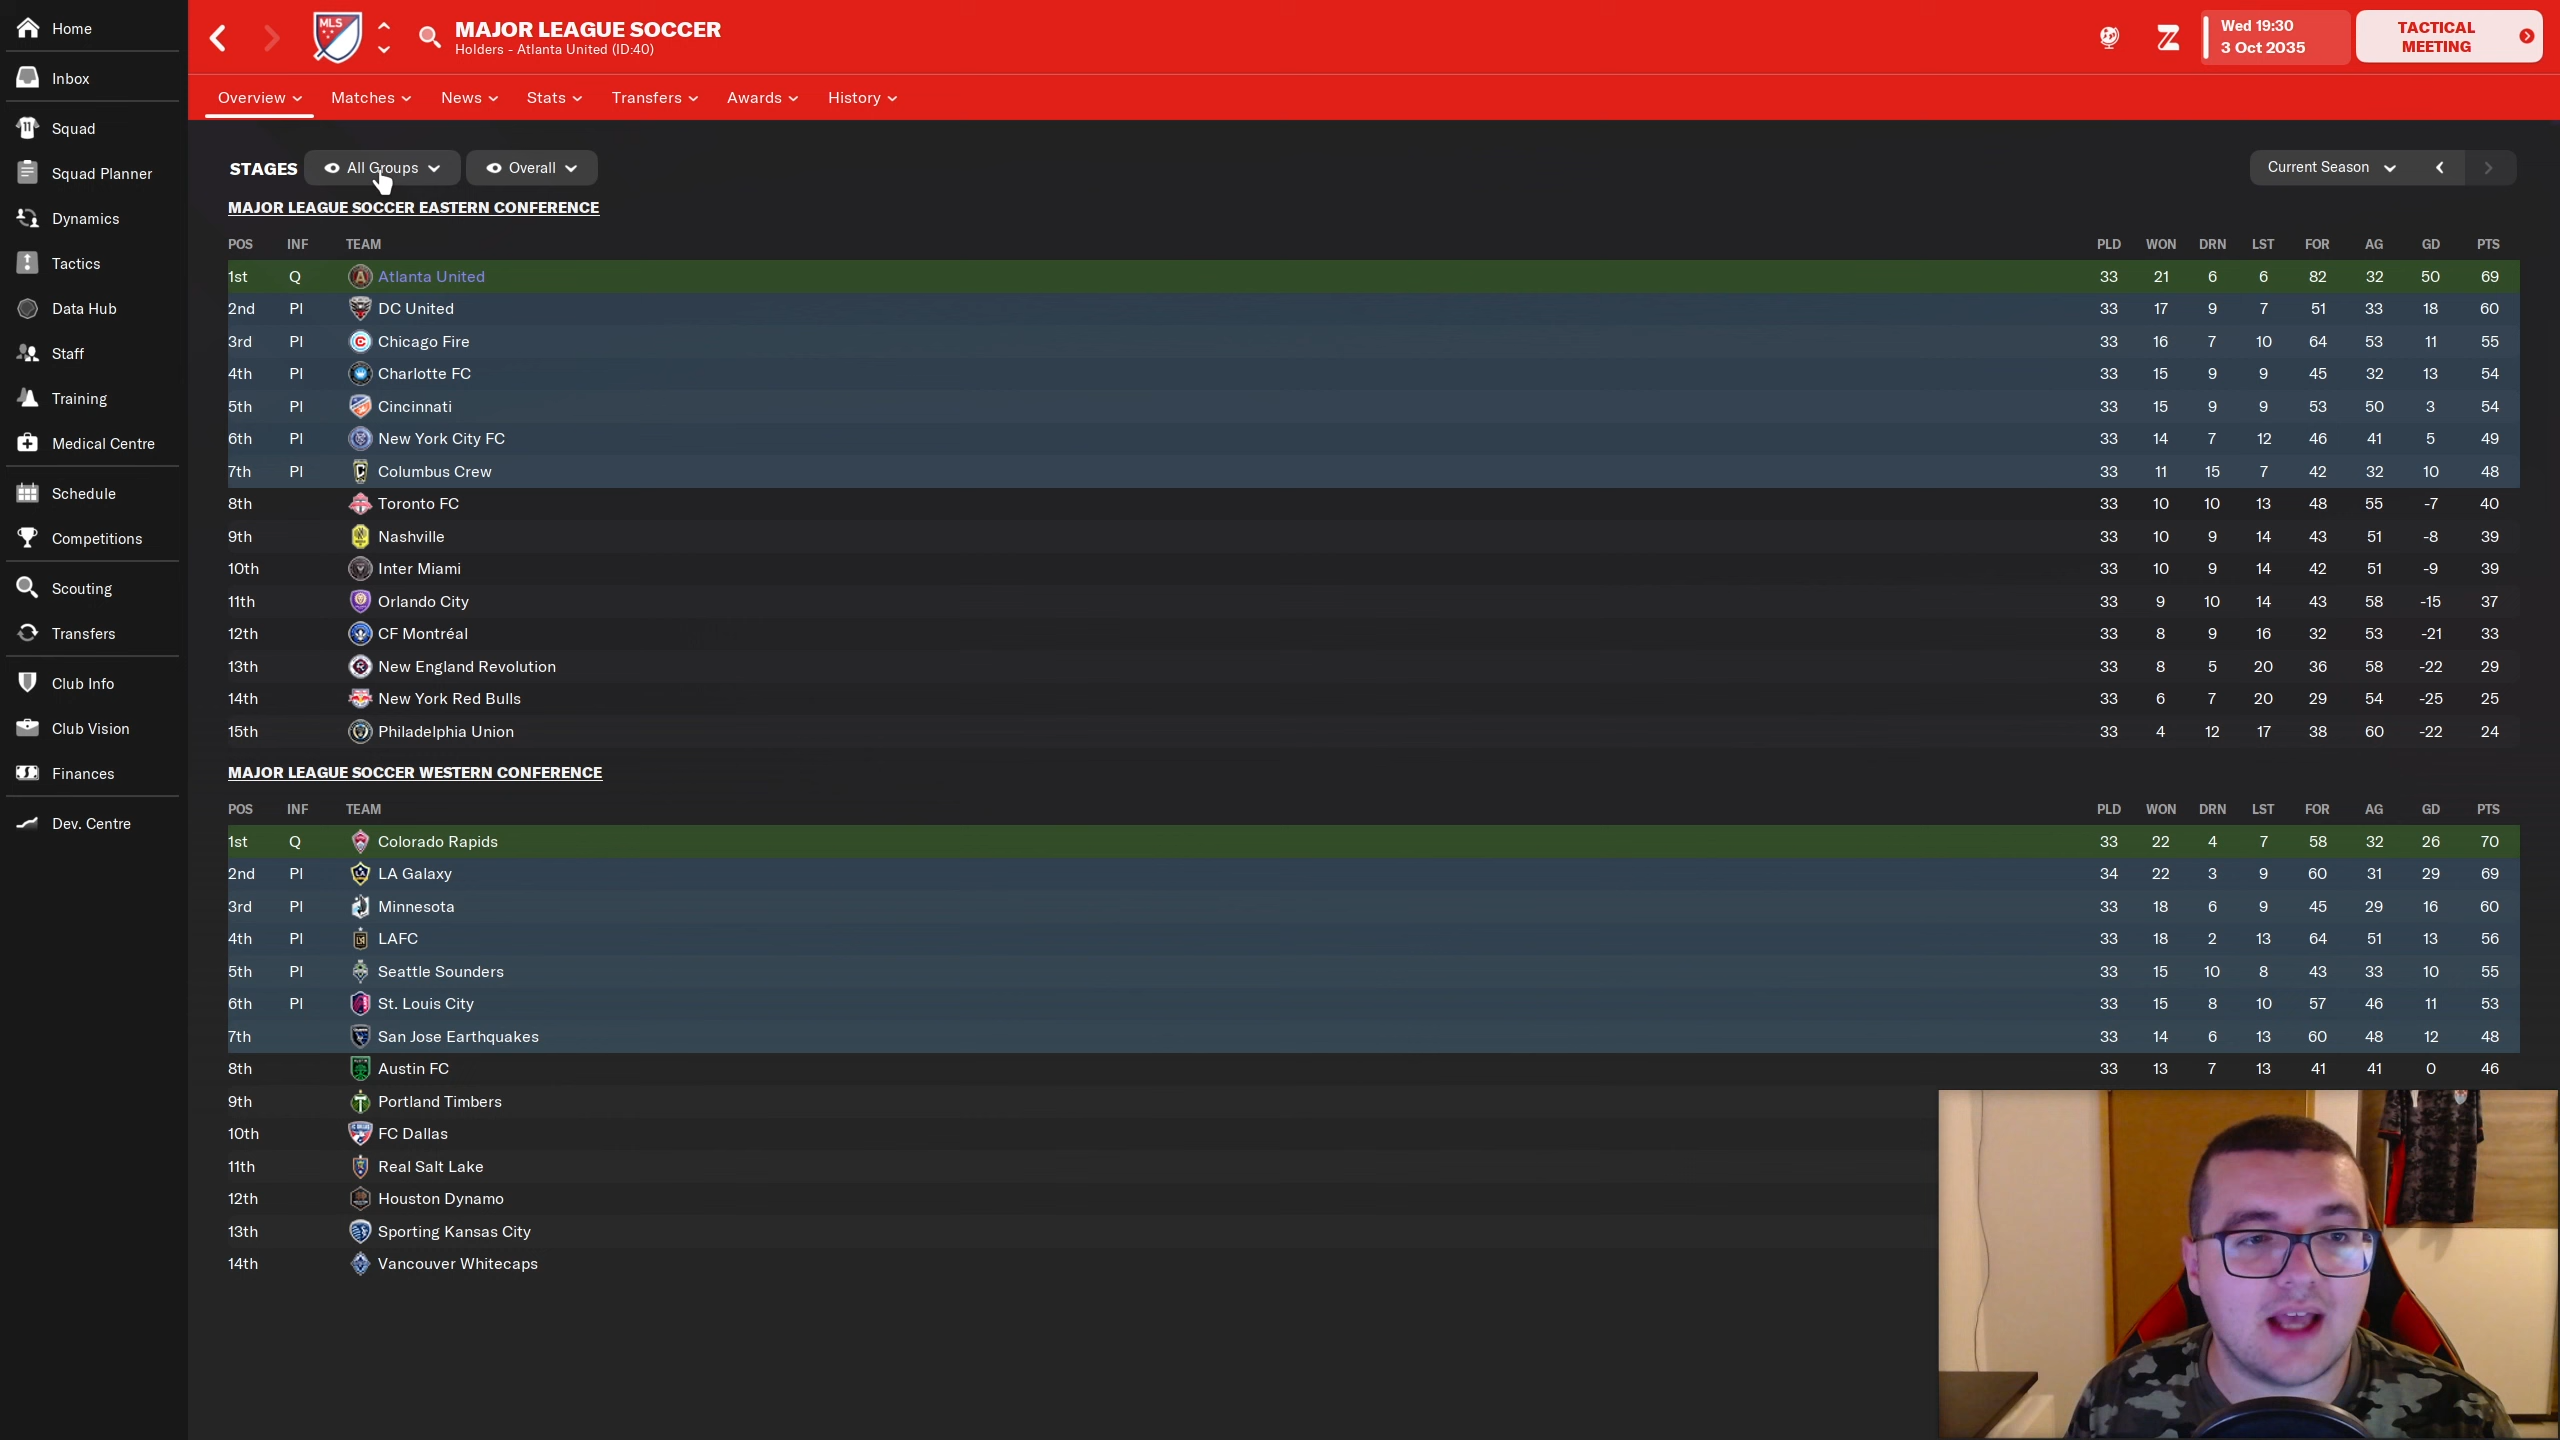 Home
Inbox
Squad
Squad Planner
Dynamics
Tactics
Data Hub
Staff
Training
Medical Centre
Schedule
Competitions
Scouting
Transfers
Club Info
Club Vision
Finances
Dev. Centre
MLS
MAJOR LEAGUE SOCCER
Holders - Atlanta United (ID:40)
Wed 19:30
3 Oct 2035
TACTICAL
MEETING
Overview Matches News Stats Transfers Awards History
STAGES All Groups Overall Current Season
MAJOR LEAGUE SOCCER EASTERN CONFERENCE
POS INF TEAM PLD WON DRN LST FOR AG GD PTS
1st Q Atlanta United 33 21 6 6 82 32 50 69
2nd Pl DC United 33 17 9 7 51 33 18 60
3rd Pl Chicago Fire 33 16 7 10 64 53 11 55
4th Pl Charlotte FC 33 15 9 9 45 32 13 54
5th Pl Cincinnati 33 15 9 9 53 50 3 54
6th Pl New York City FC 33 14 7 12 46 41 5 49
7th Pl Columbus Crew 33 11 15 7 42 32 10 48
8th Toronto FC 33 10 10 13 48 55 -7 40
9th Nashville 33 10 9 14 43 51 -8 39
10th Inter Miami 33 10 9 14 42 51 -9 39
11th Orlando City 33 9 10 14 43 58 -15 37
12th CF Montréal 33 8 9 16 32 53 -21 33
13th New England Revolution 33 8 5 20 36 58 -22 29
14th New York Red Bulls 33 6 7 20 29 54 -25 25
15th Philadelphia Union 33 4 12 17 38 60 -22 24
MAJOR LEAGUE SOCCER WESTERN CONFERENCE
POS INF TEAM PLD WON DRN LST FOR AG GD PTS
1st Q Colorado Rapids 33 22 4 7 58 32 26 70
2nd Pl LA Galaxy 34 22 3 9 60 31 29 69
3rd Pl Minnesota 33 18 6 9 45 29 16 60
4th Pl LAFC 33 18 2 13 64 51 13 56
5th Pl Seattle Sounders 33 15 10 8 43 33 10 55
6th Pl St. Louis City 33 15 8 10 57 46 11 53
7th San Jose Earthquakes 33 14 6 13 60 48 12 48
8th Austin FC 33 13 7 13 41 41 0 46
9th Portland Timbers
10th FC Dallas
11th Real Salt Lake
12th Houston Dynamo
13th Sporting Kansas City
14th Vancouver Whitecaps